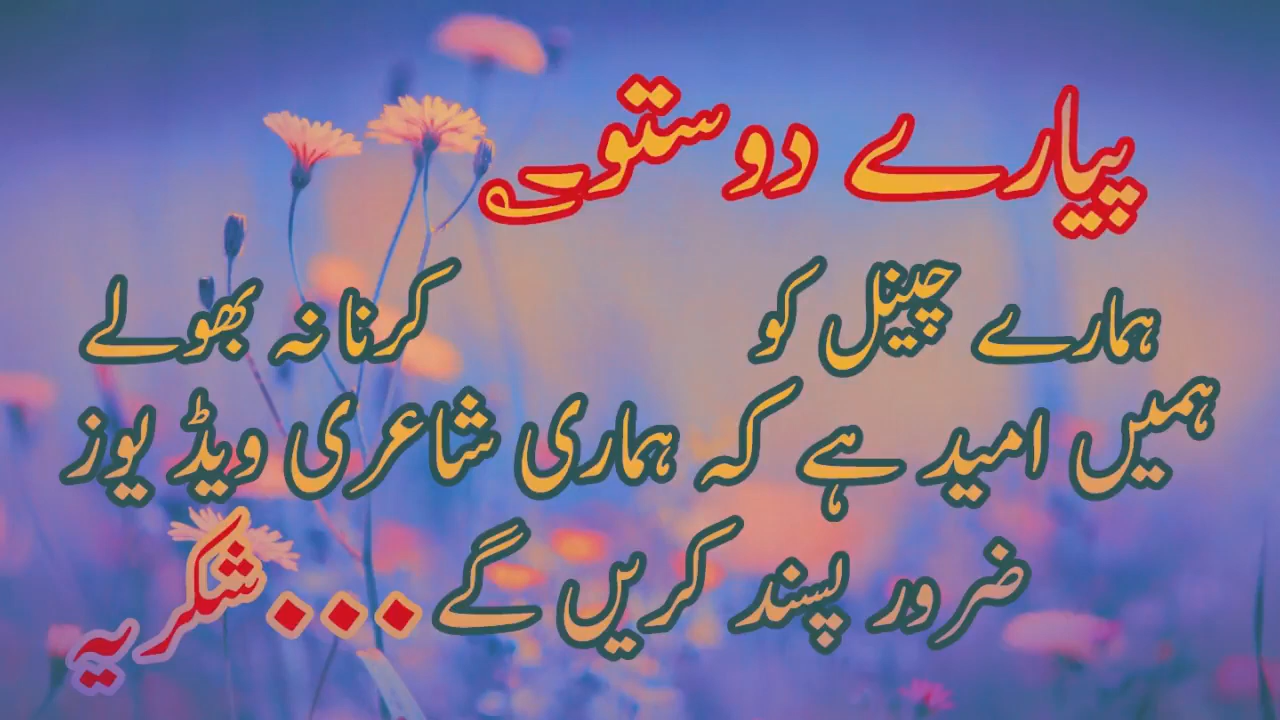 پیارے دوستو
ہمارے چینل کو کرنا نہ بھولے
ہمیں امید ہے کہ ہماری شاعری ویڈیوز
ضرور پسند کریں گے...شکریہ